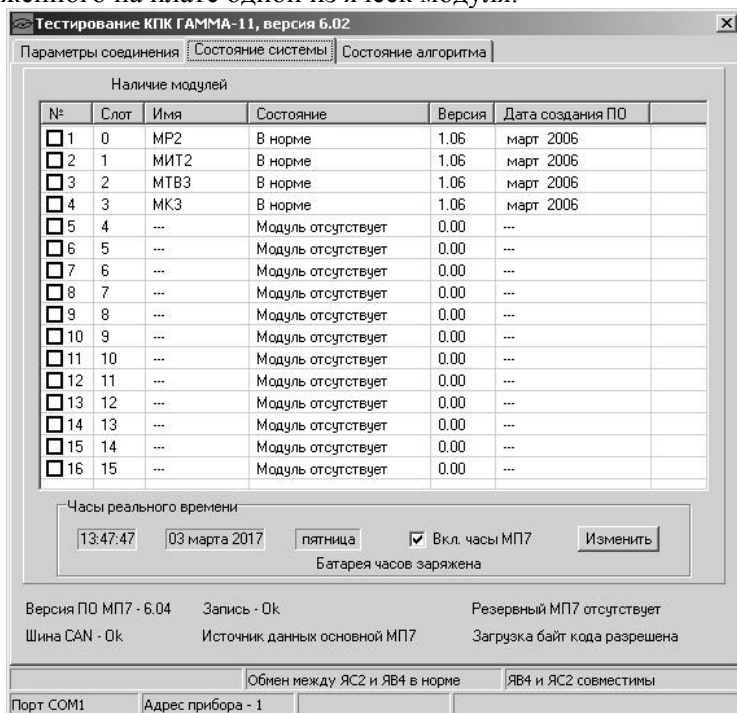 женного на плате одной из ячеек модуля.
Тестирование КПК ГАММА-11, версия 6.02
Параметры соединения Состояние системы Состояние алгоритма
Наличие модулей
№ Слот Имя Состояние Версия Дата создания ПО
1 0 МР2 В норме 1.06 март 2006
2 1 МИТ2 В норме 1.06 март 2006
3 2 МТВ3 В норме 1.06 март 2006
4 3 МК3 В норме 1.06 март 2006
5 4 --- Модуль отсутствует 0.00 ---
6 5 --- Модуль отсутствует 0.00 ---
7 6 --- Модуль отсутствует 0.00 ---
8 7 --- Модуль отсутствует 0.00 ---
9 8 --- Модуль отсутствует 0.00 ---
10 9 --- Модуль отсутствует 0.00 ---
11 10 --- Модуль отсутствует 0.00 ---
12 11 --- Модуль отсутствует 0.00 ---
13 12 --- Модуль отсутствует 0.00 ---
14 13 --- Модуль отсутствует 0.00 ---
15 14 --- Модуль отсутствует 0.00 ---
16 15 --- Модуль отсутствует 0.00 ---
Часы реального времени
13:47:47 03 марта 2017 пятница Вкл. часы МП7 Изменить
Батарея часов заряжена
Версия ПО МП7 - 6.04 Запись - Ok Резервный МП7 отсутствует
Шина CAN - Ok Источник данных основной МП7 Загрузка байт кода разрешена
Обмен между ЯС2 и ЯВ4 в норме ЯВ4 и ЯС2 совместимы
Порт COM1 Адрес прибора - 1